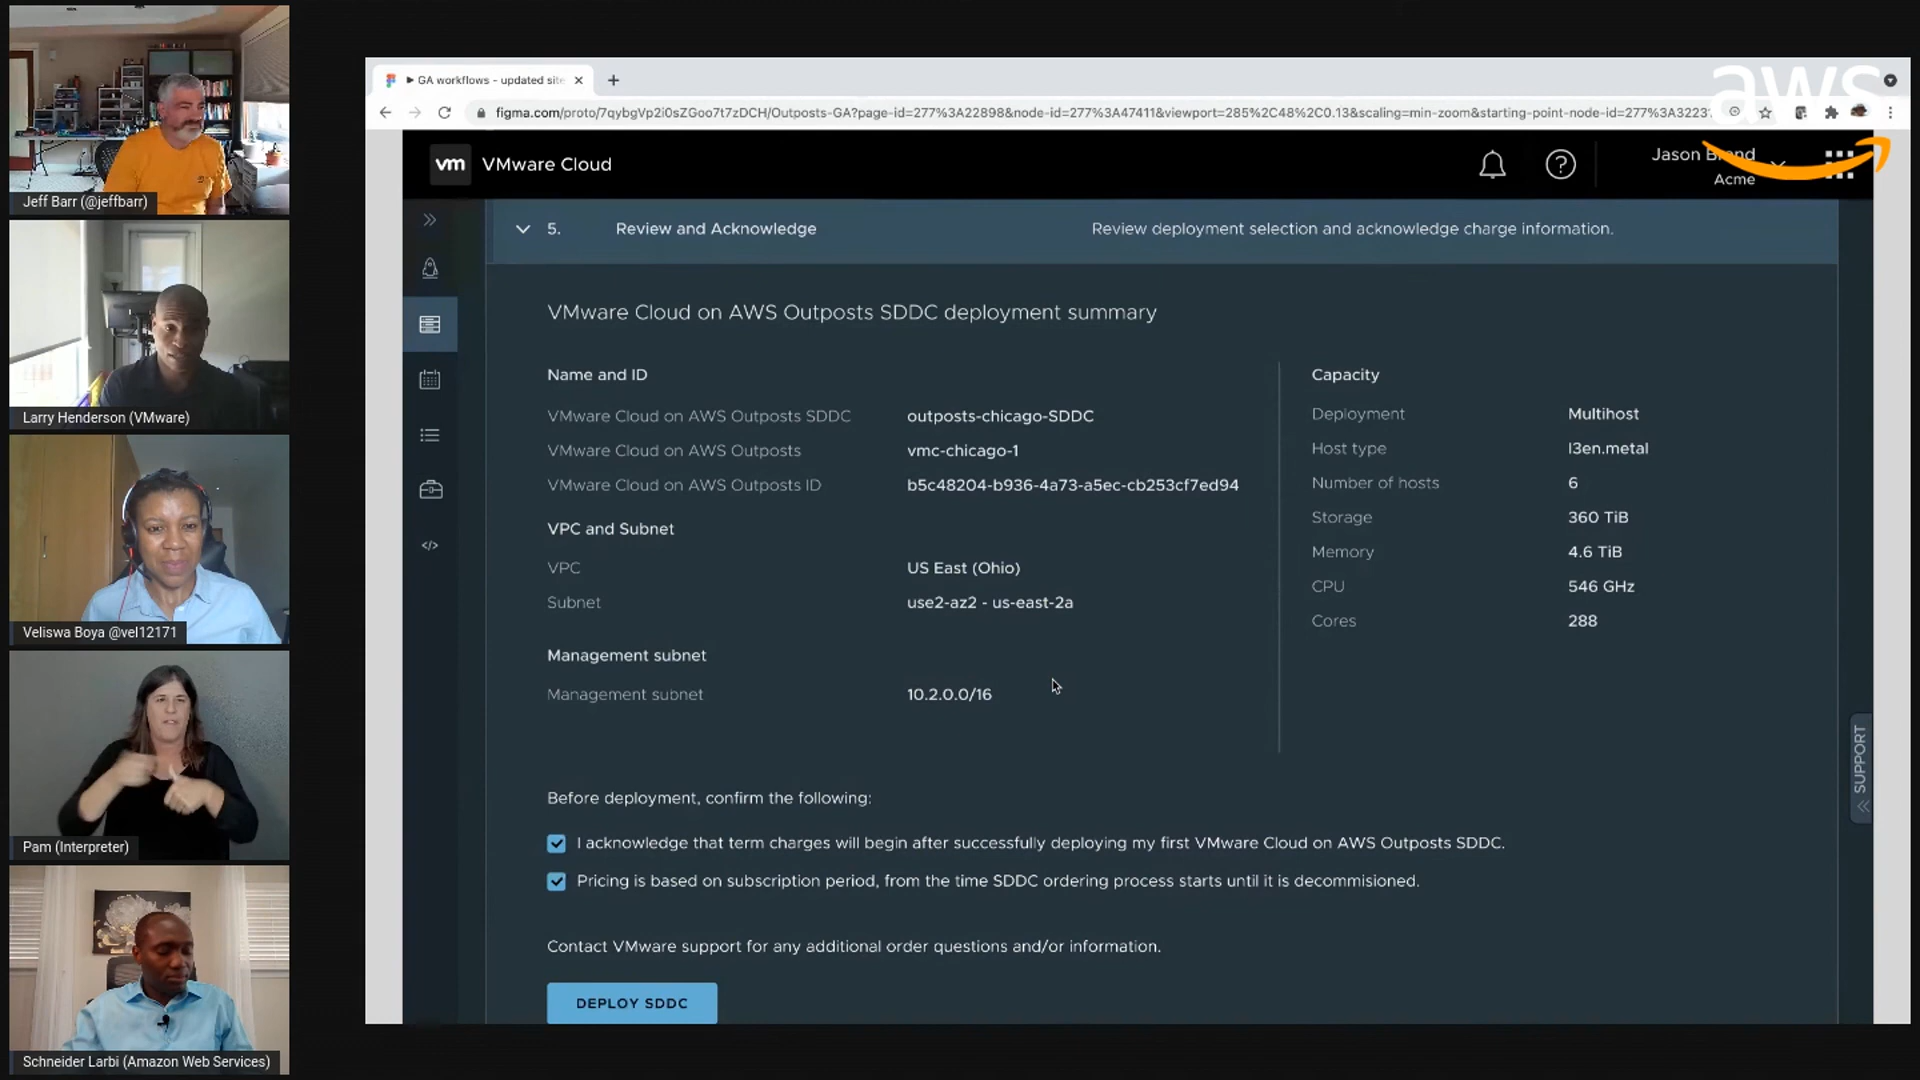 Jeff Barr (@jeffbarr)
Larry Henderson (VMware)
Veliswa Boya @vel12171
Pam (Interpreter)
Schneider Larbi (Amazon Web Services)
GA workflows - updated site
figma.com/proto/7qybgVp2i0sZGoo7t7zDCH/Outposts-GA?page-id=277%3A22898&node-id=277%3A47411&viewport=285%2C48%2C0.13&scaling=min-zoom&starting-point-node-id=277%3A3223
aws
vm VMware Cloud
Jason Blend
Acme
5. Review and Acknowledge Review deployment selection and acknowledge charge information.
VMware Cloud on AWS Outposts SDDC deployment summary
Name and ID
VMware Cloud on AWS Outposts SDDC outposts-chicago-SDDC
VMware Cloud on AWS Outposts vmc-chicago-1
VMware Cloud on AWS Outposts ID b5c48204-b936-4a73-a5ec-cb253cf7ed94
VPC and Subnet
VPC US East (Ohio)
Subnet use2-az2 - us-east-2a
Management subnet
Management subnet 10.2.0.0/16
Capacity
Deployment Multihost
Host type I3en.metal
Number of hosts 6
Storage 360 TiB
Memory 4.6 TiB
CPU 546 GHz
Cores 288
Before deployment, confirm the following:
I acknowledge that term charges will begin after successfully deploying my first VMware Cloud on AWS Outposts SDDC.
Pricing is based on subscription period, from the time SDDC ordering process starts until it is decommisioned.
Contact VMware support for any additional order questions and/or information.
DEPLOY SDDC
SUPPORT